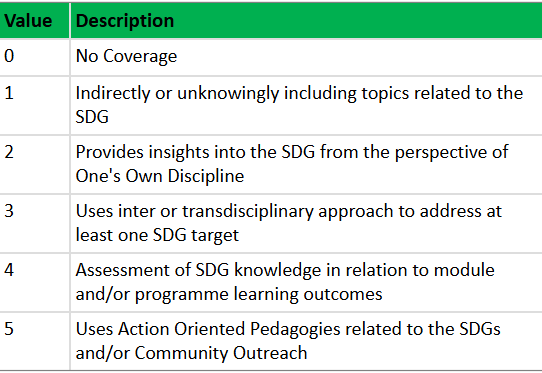 Value Description
0 No Coverage
1 Indirectly or unknowingly including topics related to the
SDG
2 Provides insights into the SDG from the perspective of
One's Own Discipline
3 Uses inter or transdisciplinary approach to address at
least one SDG target
4 Assessment of SDG knowledge in relation to module
and/or programme learning outcomes
5 Uses Action Oriented Pedagogies related to the SDGs
and/or Community Outreach